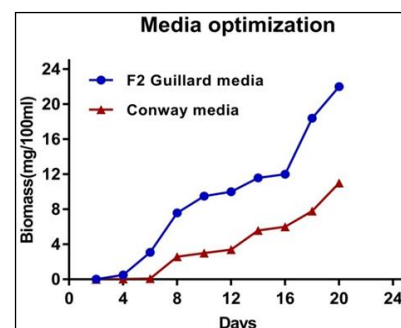 Media optimization
F2 Guillard media
Conway media
Biomass(mg/100ml)
24
20
16
12
8
4
0
0 4 8 12 16 20 24
Days